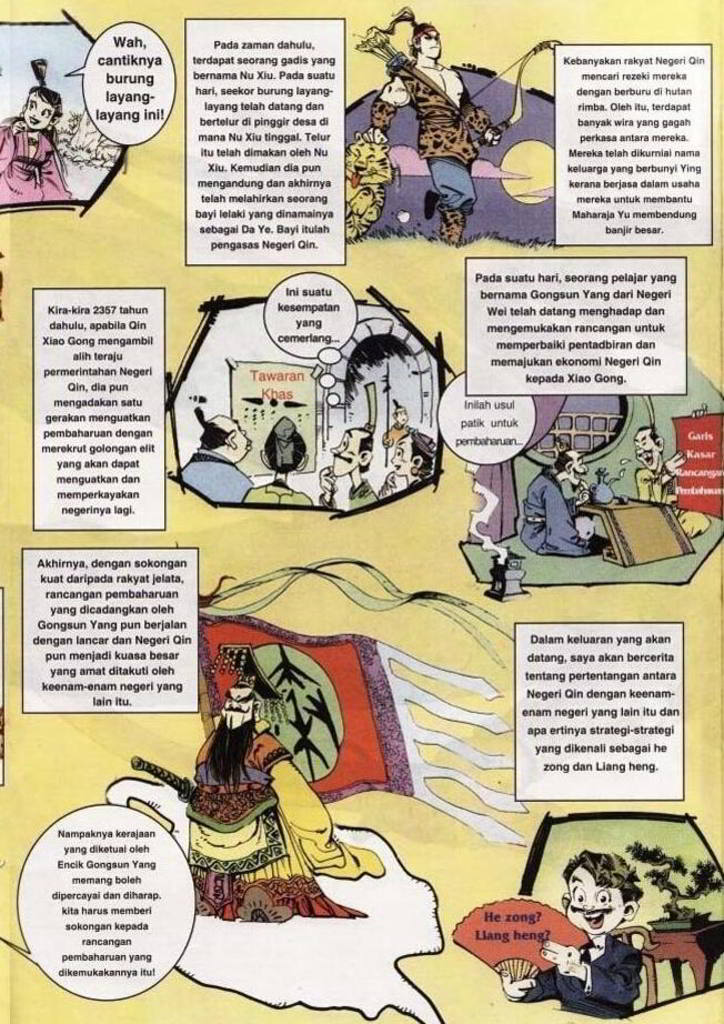 Wah,
cantiknya
burung
layang-
layang ini!
Pada zaman dahulu,
terdapat seorang gadis yang
bernama Nu Xiu. Pada suatu
hari, seekor burung layang-
layang telah datang dan
bertelur di pinggir desa di
mana Nu Xiu tinggal. Telur
itu telah dimakan oleh Nu
Xiu. Kemudian dia pun
mengandung dan akhirnya
telah melahirkan seorang
bayi lelaki yang dinamainya
sebagai Da Ye. Bayi itulah
pengasas Negeri Qin.
Kebanyakan rakyat Negeri Qin
mencari rezeki mereka
dengan berburu di hutan
rimba. Oleh itu, terdapat
banyak wira yang gagah
perkasa antara mereka.
Mereka telah dikurniai nama
keluarga yang berbunyi Ying
kerana berjasa dalam usaha
mereka untuk membantu
Maharaja Yu membendung
banjir besar.
Kira-kira 2357 tahun
dahulu, apabila Qin
Xiao Gong mengambil
alih teraju
permerintahan Negeri
Qin, dia pun
mengadakan satu
gerakan menguatkan
pembaharuan dengan
merekrut golongan elit
yang akan dapat
menguatkan dan
memperkayakan
negerinya lagi.
Ini suatu
kesempatan
yang
cemerlang...
Tawaran
Khas
Pada suatu hari, seorang pelajar yang
bernama Gongsun Yang dari Negeri
Wei telah datang menghadap dan
mengemukakan rancangan untuk
memperbaiki pentadbiran dan
memajukan ekonomi Negeri Qin
kepada Xiao Gong.
Inilah usul
patik untuk
pembaharuan...
Garis
Kasar
Rancangan
Pembaharuan
Akhirnya, dengan sokongan
kuat daripada rakyat jelata,
rancangan pembaharuan
yang dicadangkan oleh
Gongsun Yang pun berjalan
dengan lancar dan Negeri Qin
pun menjadi kuasa besar
yang amat ditakuti oleh
keenam-enam negeri yang
lain itu.
Dalam keluaran yang akan
datang, saya akan bercerita
tentang pertentangan antara
Negeri Qin dengan keenam-
enam negeri yang lain itu dan
apa ertinya strategi-strategi
yang dikenali sebagai he
zong dan Liang heng.
Nampaknya kerajaan
yang diketuai oleh
Encik Gongsun Yang
memang boleh
dipercayai dan diharap.
kita harus memberi
sokongan kepada
rancangan
pembaharuan yang
dikemukakannya itu!
He zong?
Liang heng?